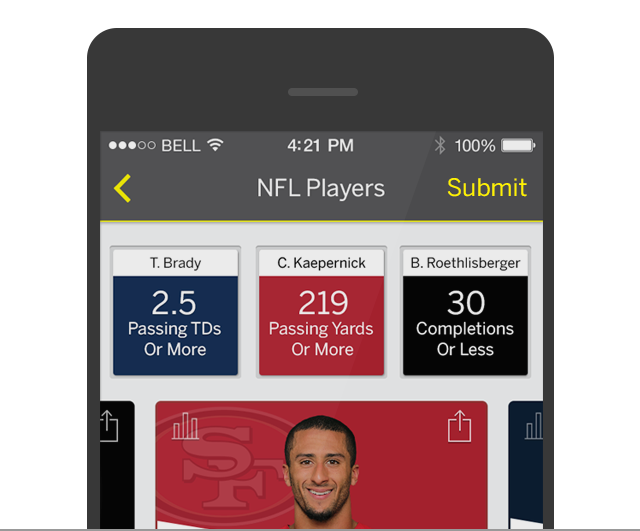 BELL 4:21 PM 100%
NFL Players Submit
T. Brady C. Kaepernick B. Roethlisberger
2.5 219 30
Passing TDs Passing Yards Completions
Or More Or More Or Less
SF